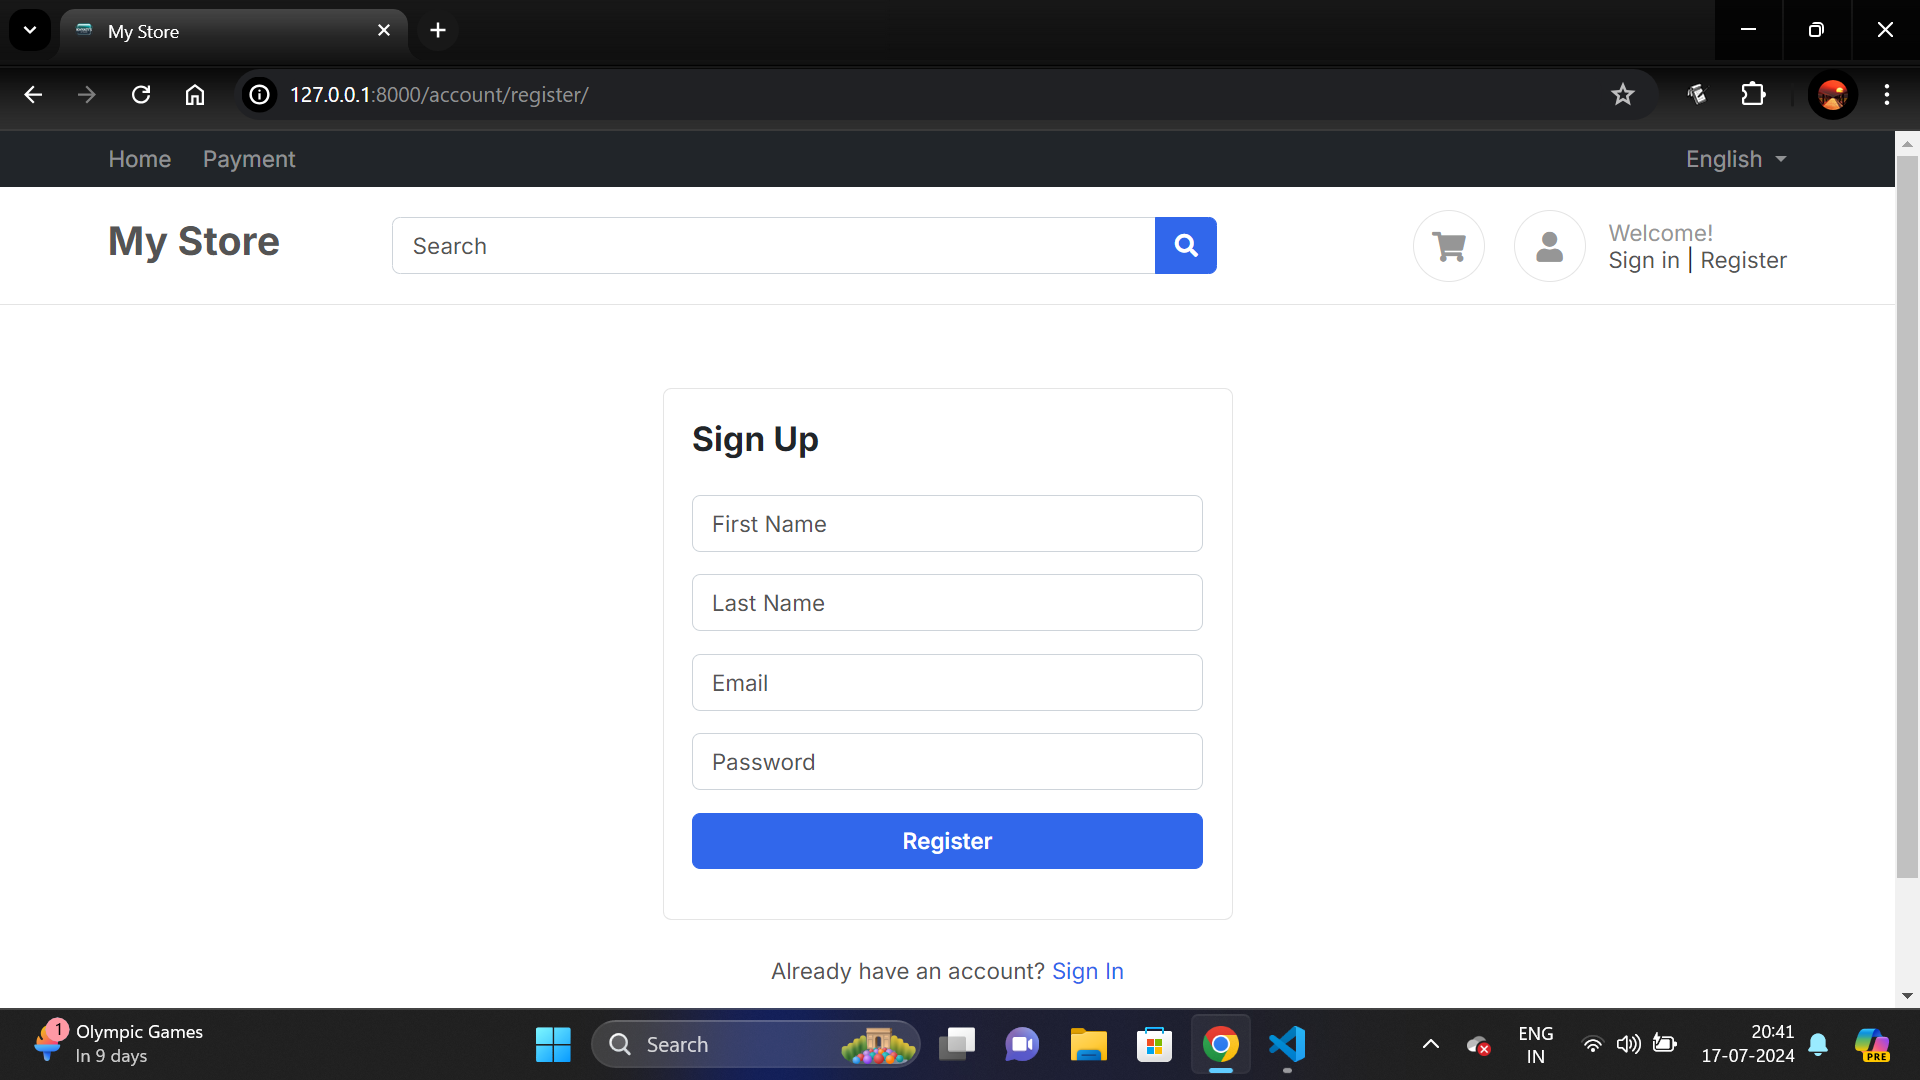 My Store
127.0.0.1:8000/account/register/
Home Payment English
My Store Search Welcome!
Sign in | Register
Sign Up
First Name
Last Name
Email
Password
Register
Already have an account? Sign In
1 Olympic Games
In 9 days
Search
ENG
IN
20:41
17-07-2024
PRE